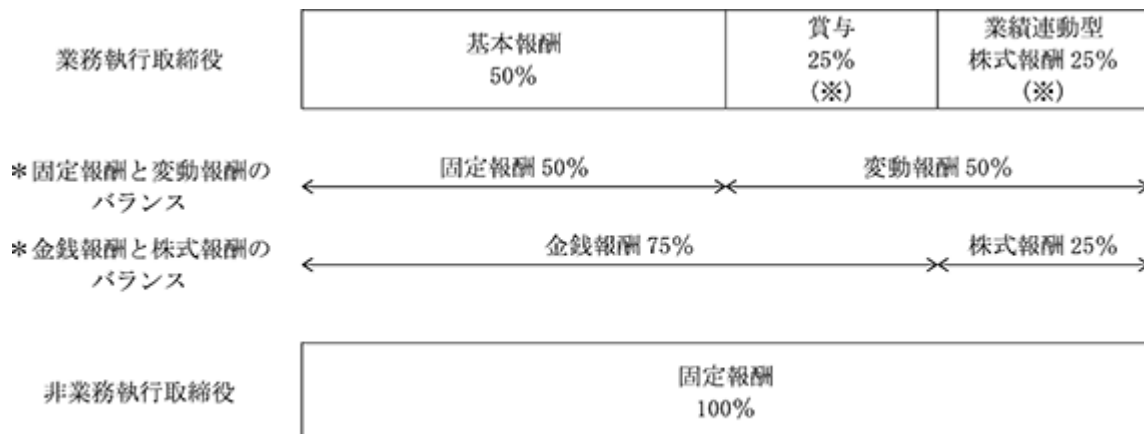 業務執行取締役
基本報酬
50%
賞与
25%
(※)
業績連動型
株式報酬 25%
(※)
＊固定報酬と変動報酬の
バランス
固定報酬 50%
変動報酬 50%
＊金銭報酬と株式報酬の
バランス
金銭報酬 75%
株式報酬 25%
非業務執行取締役
固定報酬
100%